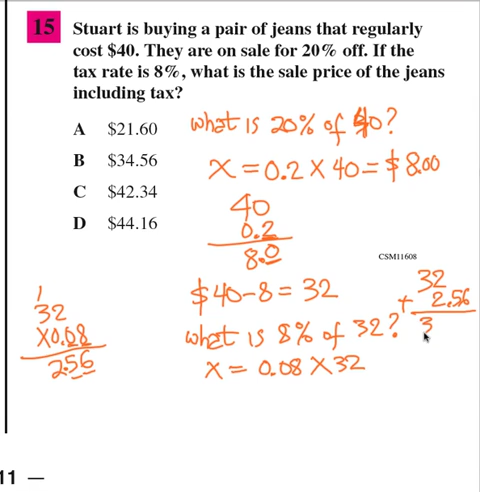 15 Stuart is buying a pair of jeans that regularly
cost $40. They are on sale for 20% off. If the
tax rate is 8%, what is the sale price of the jeans
including tax?
A $21.60
B $34.56
C $42.34
D $44.16
what is 20% of 40?
x = 0.2 x 40 = $ 8.00
40
0.2
8.0
CSM11608
$40-8 = 32
what is 8% of 32?
x = 0.08 x 32
32
x0.08
2.56
1
32
+ 2.56
3
11 —